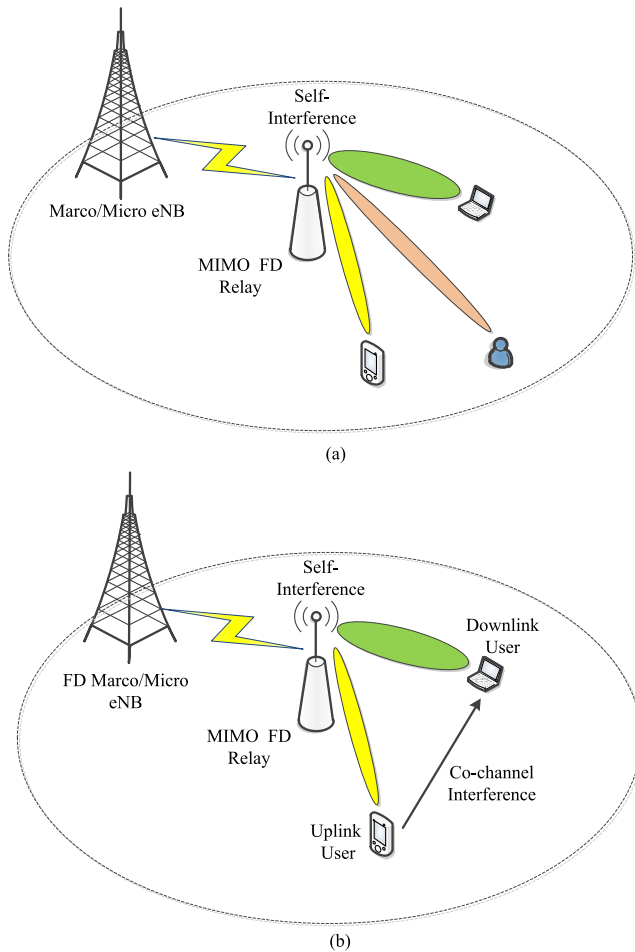 Self-
Interference
Marco/Micro eNB
MIMO FD
Relay
(a)
Self-
Interference
Downlink
User
FD Marco/Micro
eNB
MIMO FD
Relay
Co-channel
Interference
Uplink
User
(b)